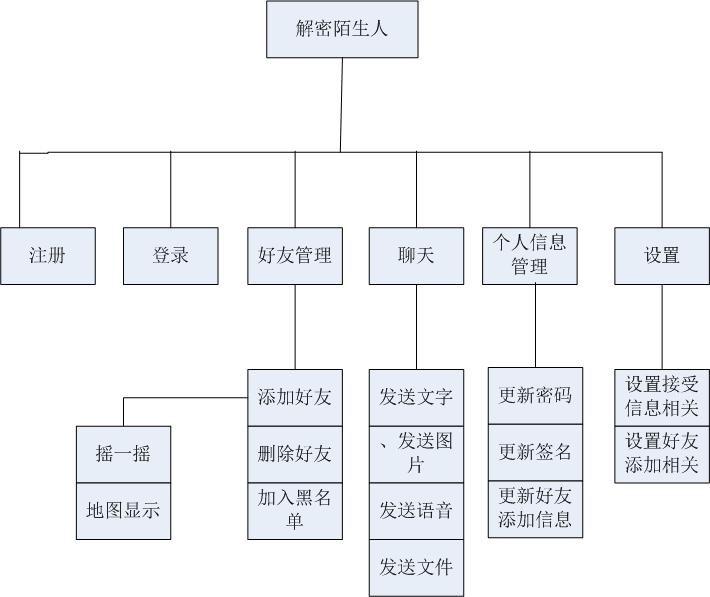 解密陌生人
注册
登录
好友管理
聊天
个人信息
管理
设置
添加好友
删除好友
加入黑名
单
摇一摇
地图显示
发送文字
、发送图
片
发送语音
发送文件
更新密码
更新签名
更新好友
添加信息
设置接受
信息相关
设置好友
添加相关